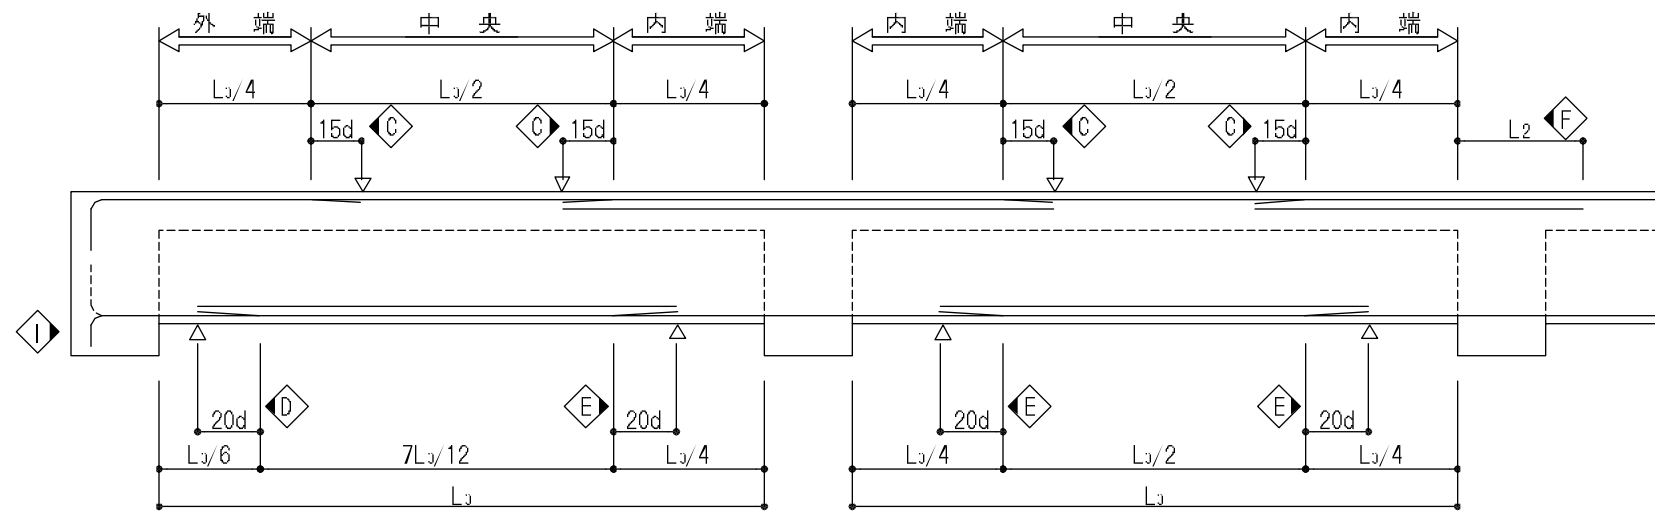 外 端 中 央 内 端 内 端 中 央 内 端
L₀/4 L₀/2 L₀/4 L₀/4 L₀/2 L₀/4
15d C C 15d 15d C C 15d L2 F
I
20d D E 20d 20d E E 20d
L₀/6 7L₀/12 L₀/4 L₀/4 L₀/2 L₀/4
L₀ L₀